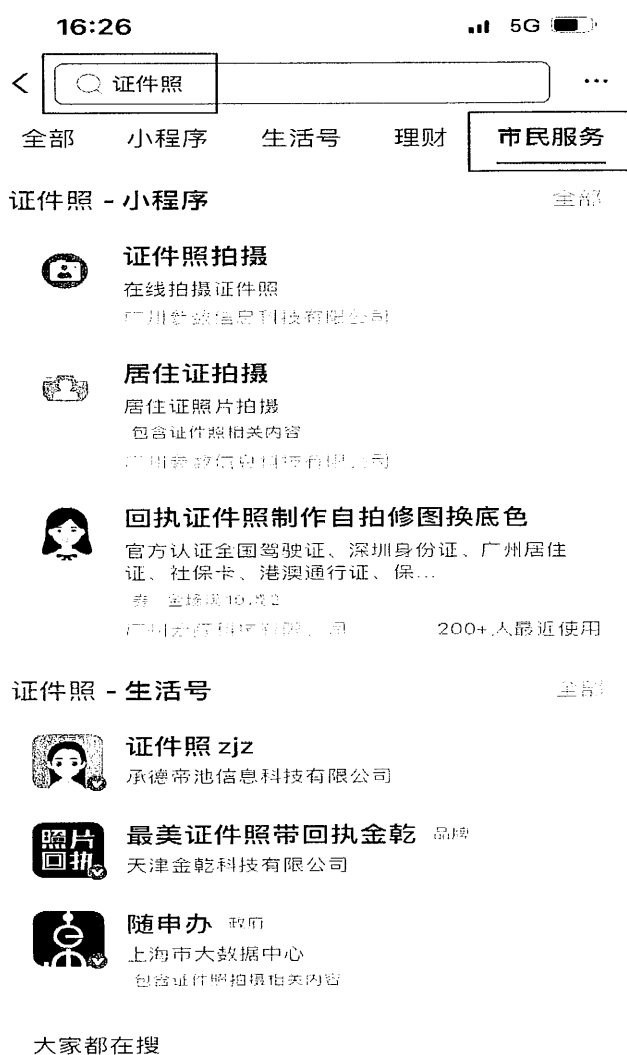 16:26 5G
证件照
全部 小程序 生活号 理财 市民服务
证件照 - 小程序 全部
证件照拍摄
在线拍摄证件照
居住证拍摄
居住证照片拍摄
包含证件照相关内容
回执证件照制作自拍修图换底色
官方认证全国驾驶证、深圳身份证、广州居住
证、社保卡、港澳通行证、保...
200+人最近使用
证件照 - 生活号 全部
证件照 zjz
承德帝池信息科技有限公司
照片
回执
最美证件照带回执金乾 品牌
天津金乾科技有限公司
随申办 政府
上海市大数据中心
包含证件照拍摄相关内容
大家都在搜